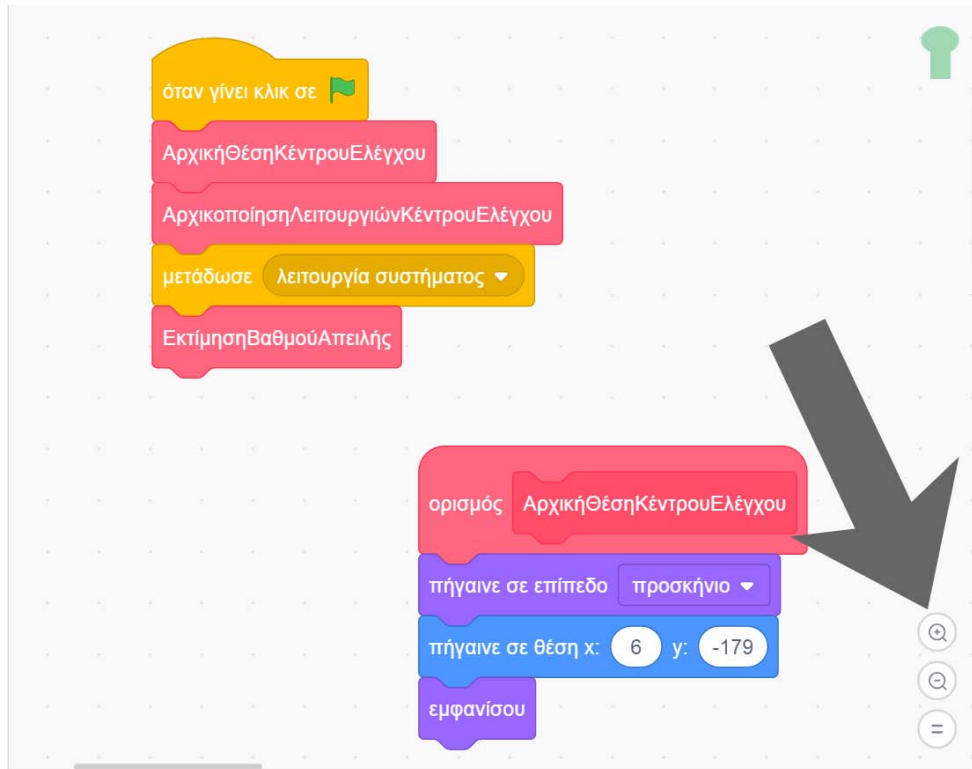 όταν γίνει κλικ σε
ΑρχικήΘέσηΚέντρουΕλέγχου
ΑρχικοποίησηΛειτουργιώνΚέντρουΕλέγχου
μετάδωσε λειτουργία συστήματος
ΕκτίμησηΒαθμούΑπειλής
ορισμός ΑρχικήΘέσηΚέντρουΕλέγχου
πήγαινε σε επίπεδο προσκήνιο
πήγαινε σε θέση x: 6 y: -179
εμφανίσου